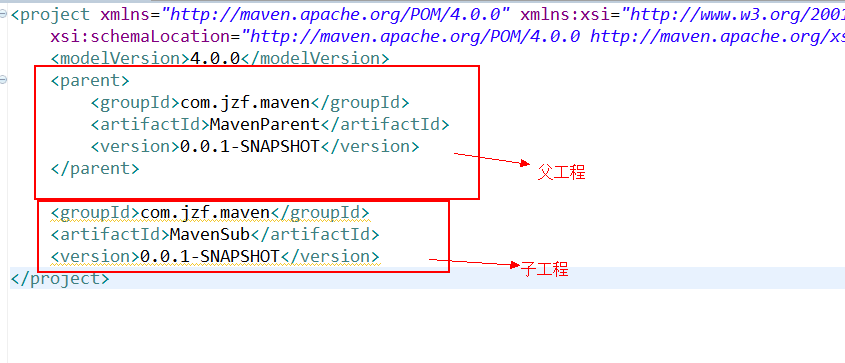 <project xmlns="http://maven.apache.org/POM/4.0.0" xmlns:xsi="http://www.w3.org/2001
xsi:schemaLocation="http://maven.apache.org/POM/4.0.0 http://maven.apache.org/xs
<modelVersion>4.0.0</modelVersion>
<parent>
<groupId>com.jzf.maven</groupId>
<artifactId>MavenParent</artifactId>
<version>0.0.1-SNAPSHOT</version>
</parent>
父工程
<groupId>com.jzf.maven</groupId>
<artifactId>MavenSub</artifactId>
<version>0.0.1-SNAPSHOT</version>
子工程
</project>